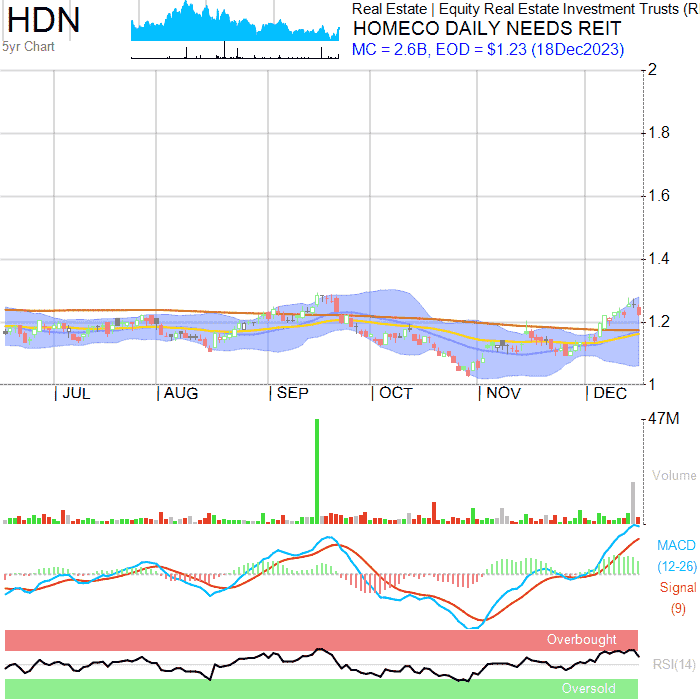 HDN
5yr Chart
Real Estate | Equity Real Estate Investment Trusts (R
HOMECO DAILY NEEDS REIT
MC = 2.6B, EOD = $1.23 (18Dec2023)
2
1.8
1.6
1.4
1.2
1
JUL AUG SEP OCT NOV DEC
47M
Volume
MACD
(12-26)
Signal
(9)
Overbought
RSI(14)
Oversold